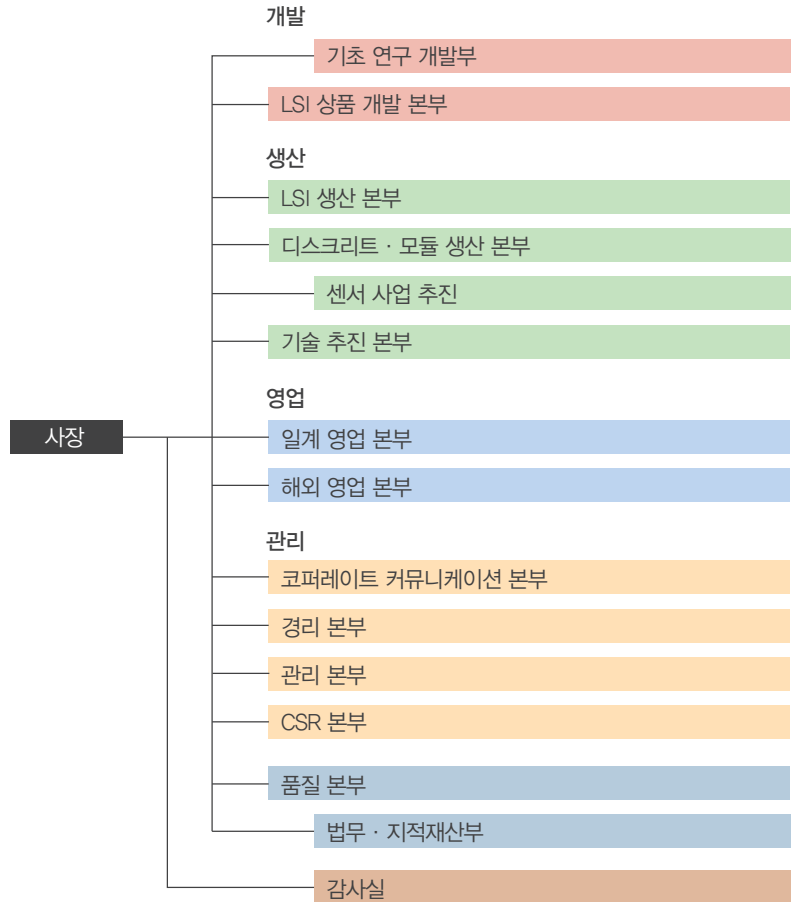 개발
기초 연구 개발부
LSI 상품 개발 본부
생산
LSI 생산 본부
디스크리트 · 모듈 생산 본부
센서 사업 추진
기술 추진 본부
영업
사장
일계 영업 본부
해외 영업 본부
관리
코퍼레이트 커뮤니케이션 본부
경리 본부
관리 본부
CSR 본부
품질 본부
법무 · 지적재산부
감사실